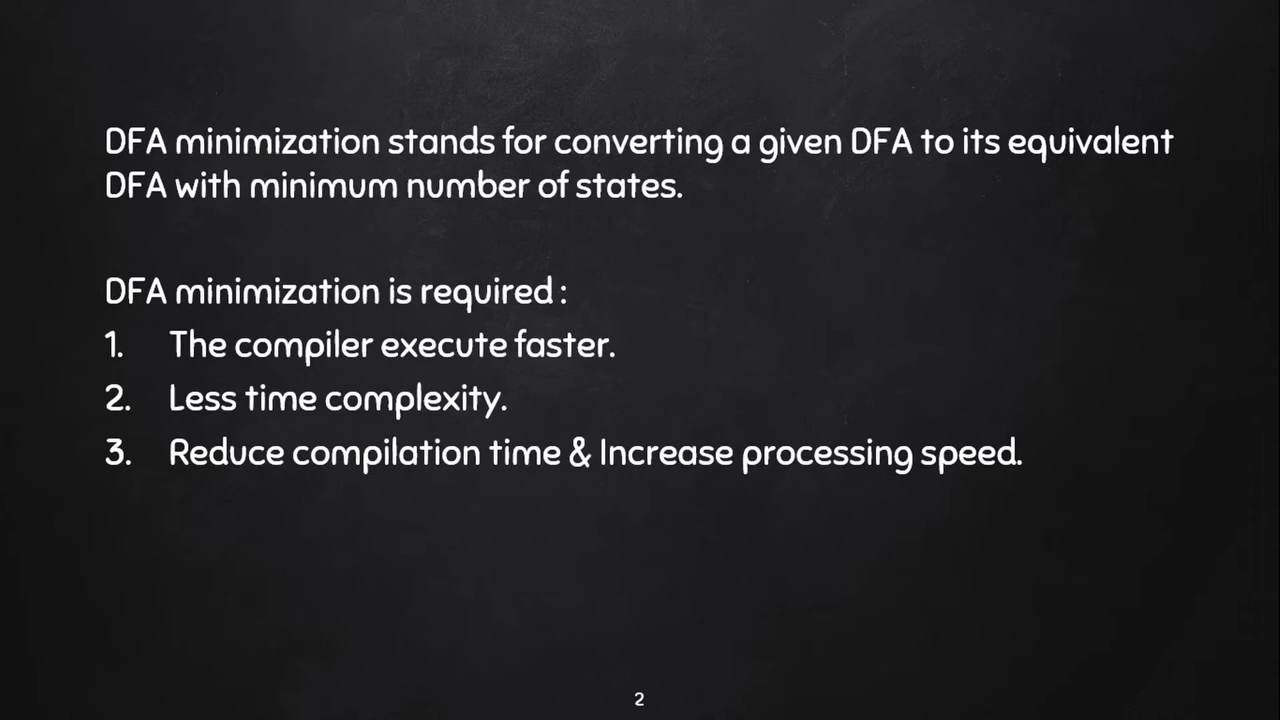 DFA minimization stands for converting a given DFA to its equivalent
DFA with minimum number of states.
DFA minimization is required :
1. The compiler execute faster.
2. Less time complexity.
3. Reduce compilation time & Increase processing speed.
2